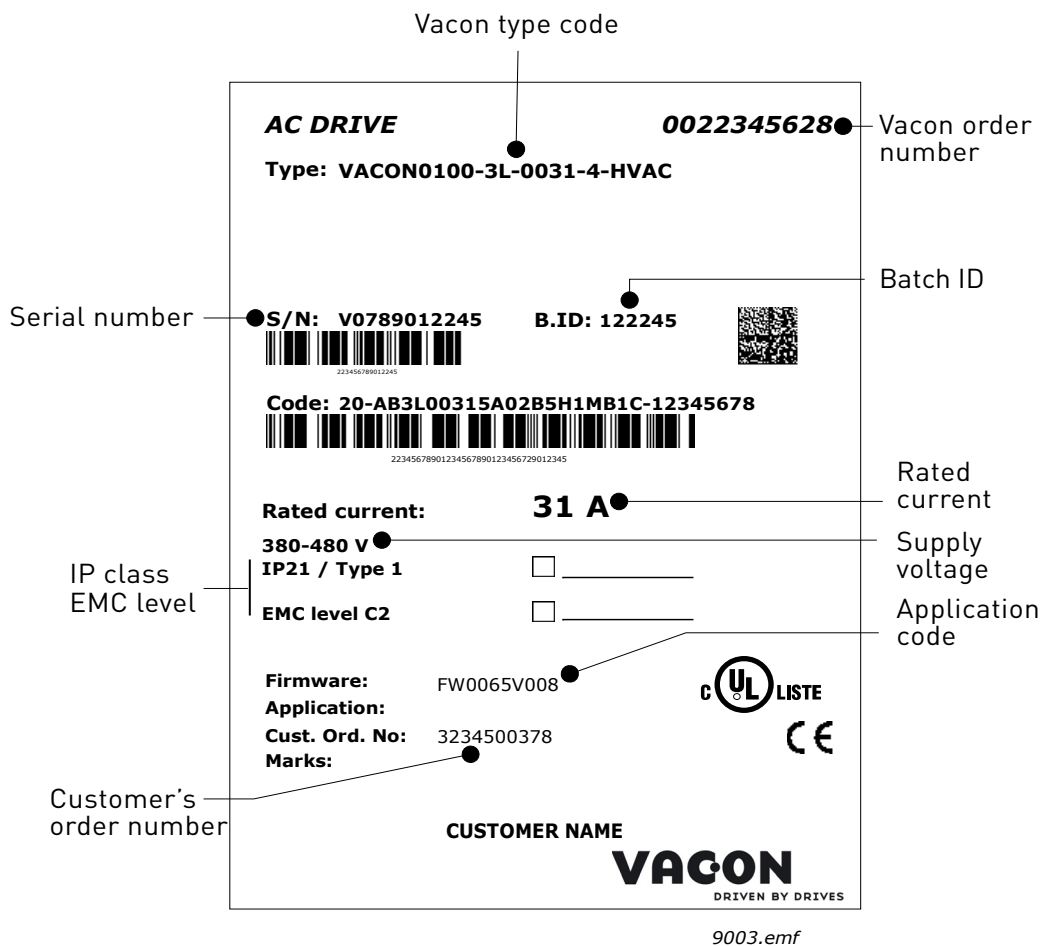 Vacon type code
AC DRIVE 0022345628
Vacon order
number
Type: VACON0100-3L-0031-4-HVAC
Batch ID
Serial number
S/N: V0789012245 B.ID: 122245
223456789012245
Code: 20-AB3L00315A02B5H1MB1C-12345678
22345678901234567890123456729012345
Rated
current
Rated current: 31 A
Supply
voltage
380-480 V
IP class
EMC level
IP21 / Type 1
EMC level C2
Application
code
Firmware: FW0065V008
Application:
Cust. Ord. No: 3234500378
Marks:
C UL LISTE
CE
Customer's
order number
CUSTOMER NAME
VACON
DRIVEN BY DRIVES
9003.emf